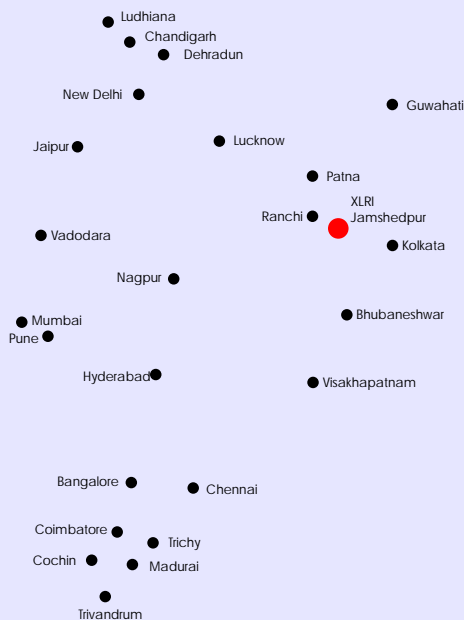 Ludhiana
Chandigarh
Dehradun
New Delhi
Guwahati
Jaipur
Lucknow
Patna
XLRI
Jamshedpur
Ranchi
Vadodara
Kolkata
Nagpur
Bhubaneshwar
Mumbai
Pune
Hyderabad
Visakhapatnam
Bangalore
Chennai
Coimbatore
Trichy
Cochin
Madurai
Trivandrum